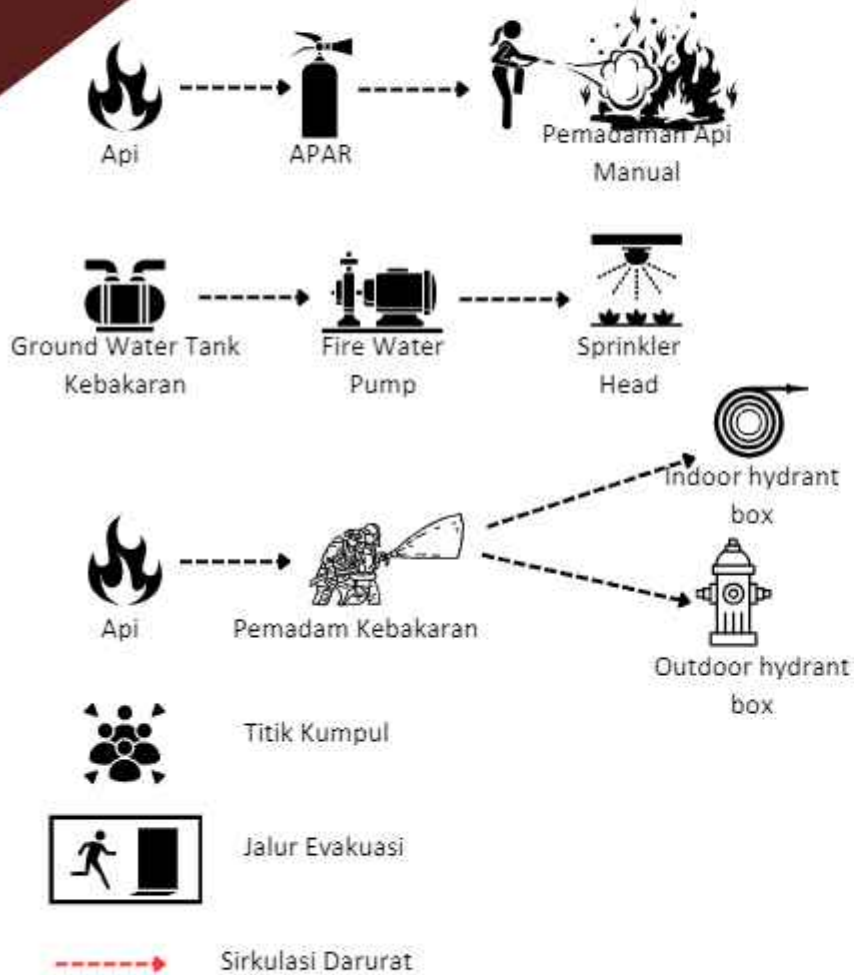 Api
APAR
Pemadaman Api
Manual
Ground Water Tank
Kebakaran
Fire Water
Pump
Sprinkler
Head
Indoor hydrant
box
Api
Pemadam Kebakaran
Outdoor hydrant
box
Titik Kumpul
Jalur Evakuasi
Sirkulasi Darurat